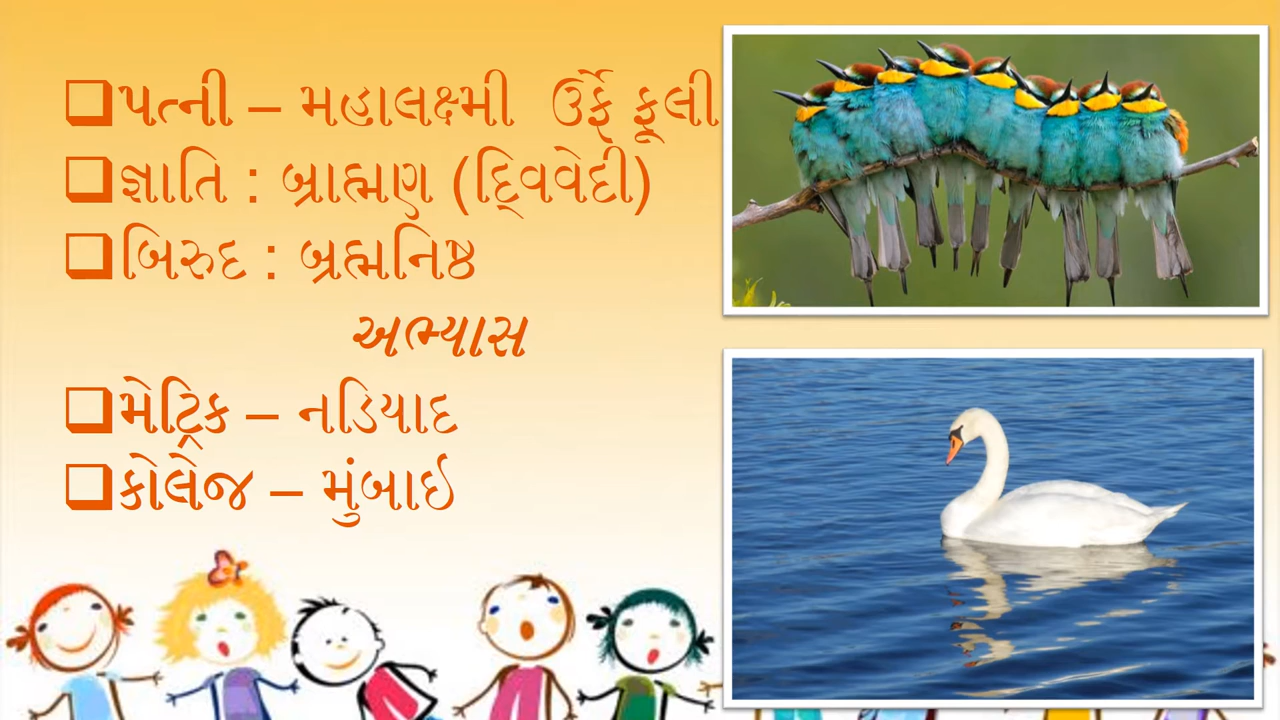 ❑પત્ની – મહાલક્ષ્મી ઉર્ફે ફૂલી
❑જ્ઞાતિ : બ્રાહ્મણ (દ્વિવેદી)
❑બિરુદ : બ્રહ્મનિષ્ઠ
અભ્યાસ
❑મેટ્રિક – નડિયાદ
❑કોલેજ – મુંબાઇ